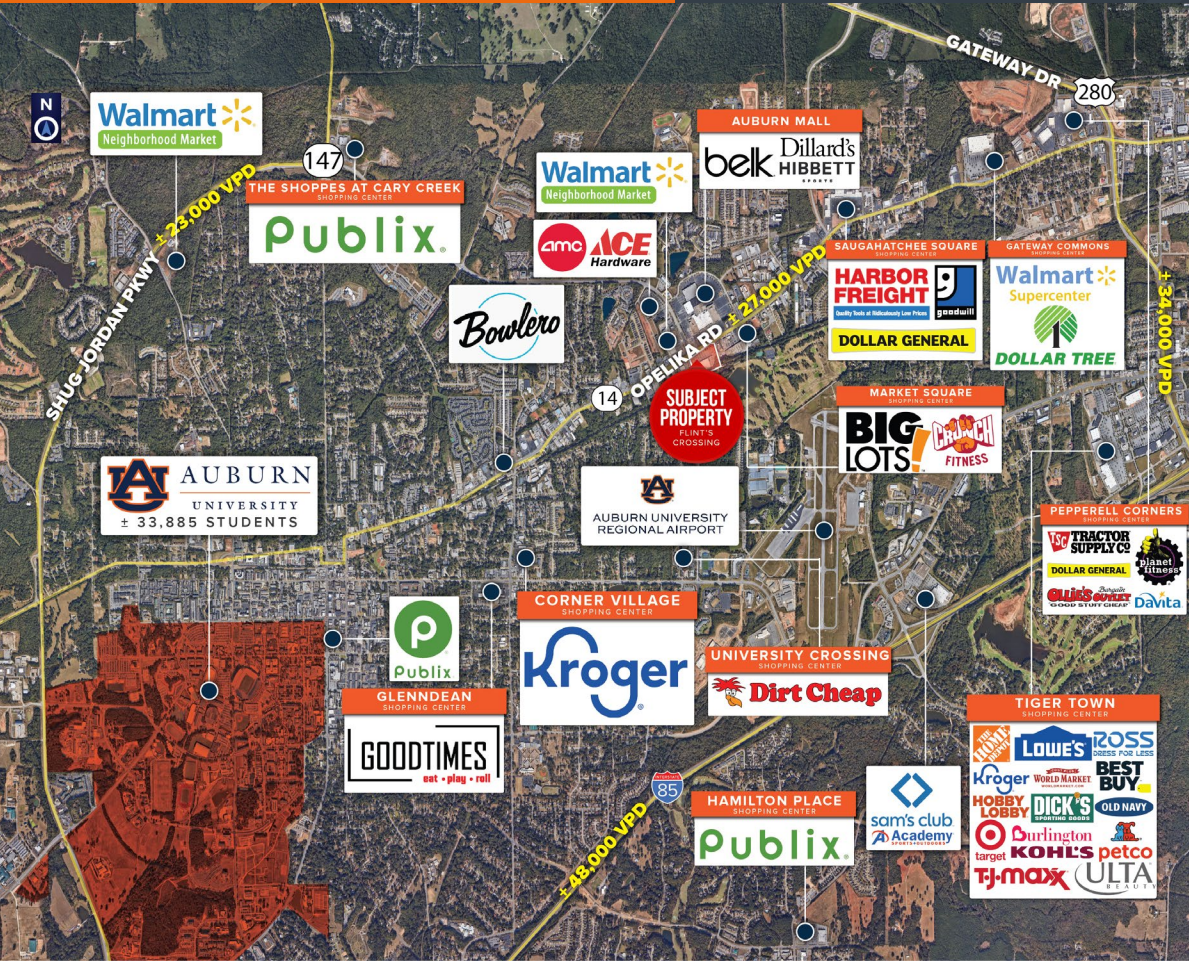 GATEWAY DR
280
N
Walmart
Neighborhood Market
147
± 23,000 VPD
SHUG JORDAN PKWY
THE SHOPPES AT CARY CREEK
SHOPPING CENTER
Publix
AUBURN MALL
belk
Dillard's
HIBBETT
SPORTS
Walmart
Neighborhood Market
amc
ACE
Hardware
Bowlero
± 27,000 VPD
OPELIKA RD
14
SAUGAHATCHEE SQUARE
SHOPPING CENTER
HARBOR
FREIGHT
Quality Tools at Ridiculously Low Prices
goodwill
DOLLAR GENERAL
GATEWAY COMMONS
SHOPPING CENTER
Walmart
Supercenter
1
DOLLAR TREE
± 34,000 VPD
SUBJECT
PROPERTY
FLINT'S
CROSSING
MARKET SQUARE
SHOPPING CENTER
BIG
LOTS!
CRUNCH
FITNESS
AU
AUBURN
UNIVERSITY
± 33,885 STUDENTS
AU
AUBURN UNIVERSITY
REGIONAL AIRPORT
PEPPERELL CORNERS
SHOPPING CENTER
TSC TRACTOR
SUPPLY CO
planet
fitness
DOLLAR GENERAL
OLLIE'S Bargain
OUTLET
"GOOD STUFF CHEAP"
DaVita
P
Publix
CORNER VILLAGE
SHOPPING CENTER
Kroger
UNIVERSITY CROSSING
SHOPPING CENTER
Dirt Cheap
GLENNDEAN
SHOPPING CENTER
GOODTIMES
eat • play • roll
INTERSTATE
85
± 48,000 VPD
HAMILTON PLACE
SHOPPING CENTER
Publix
sam's club
Academy
SPORTS+OUTDOORS
TIGER TOWN
SHOPPING CENTER
THE
HOME
DEPOT
LOWE'S
ROSS
DRESS FOR LESS
Kroger
WORLD MARKET
BEST
BUY
HOBBY
LOBBY
DICK'S
SPORTING GOODS
OLD NAVY
target
Burlington
KOHL'S
petco
T•J•maxx
ULTA
BEAUTY